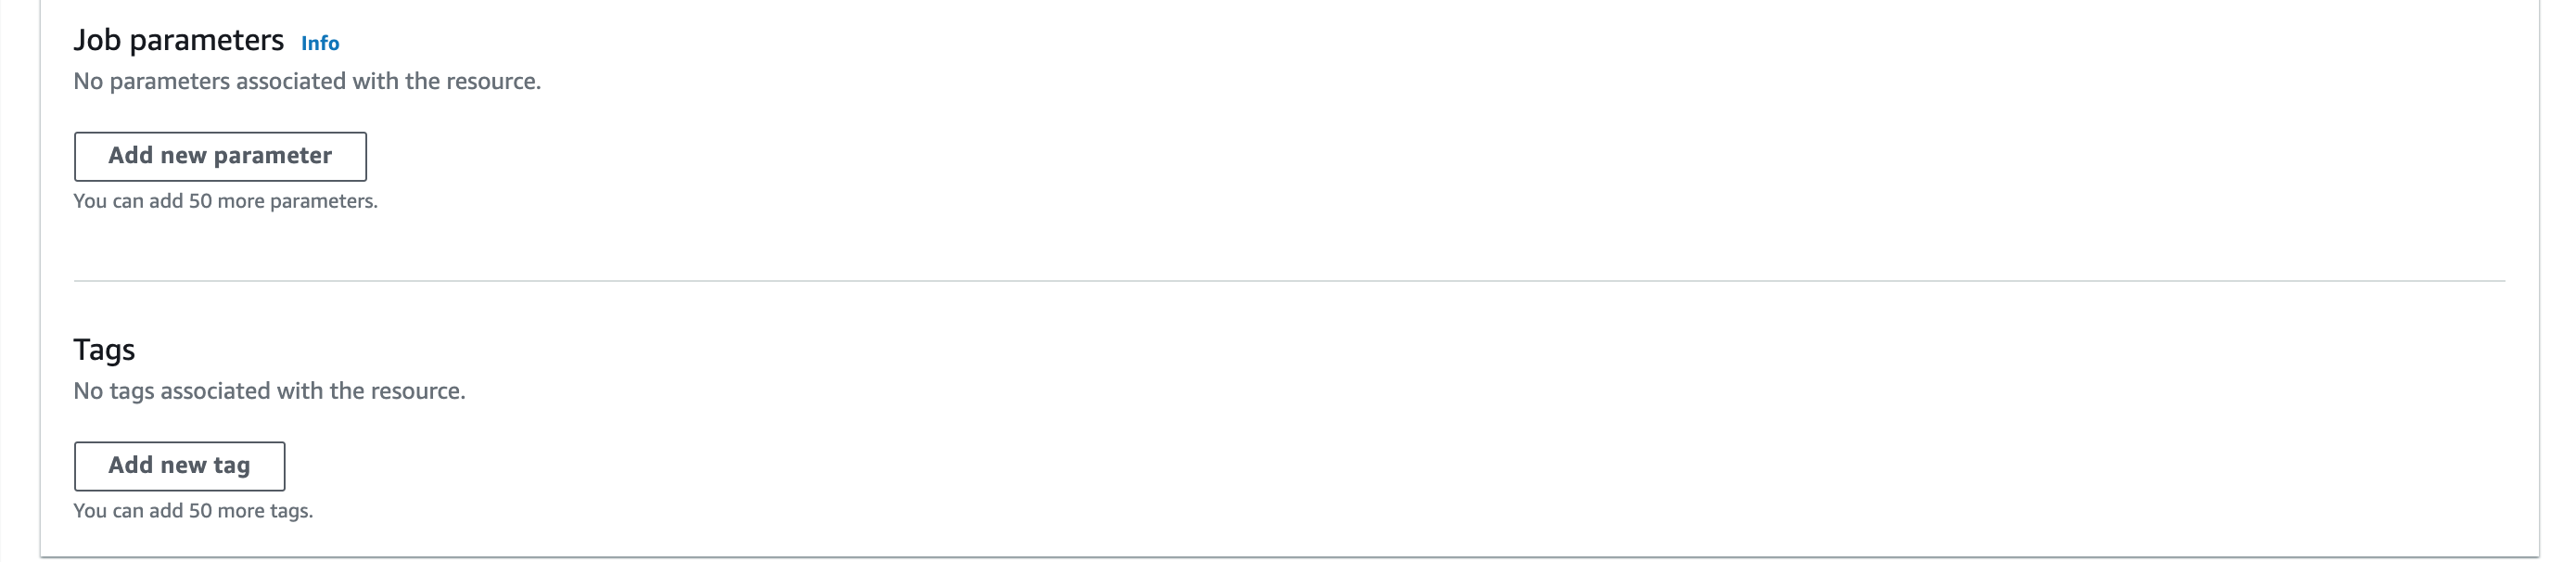 Job parameters Info
No parameters associated with the resource.
Add new parameter
You can add 50 more parameters.
Tags
No tags associated with the resource.
Add new tag
You can add 50 more tags.